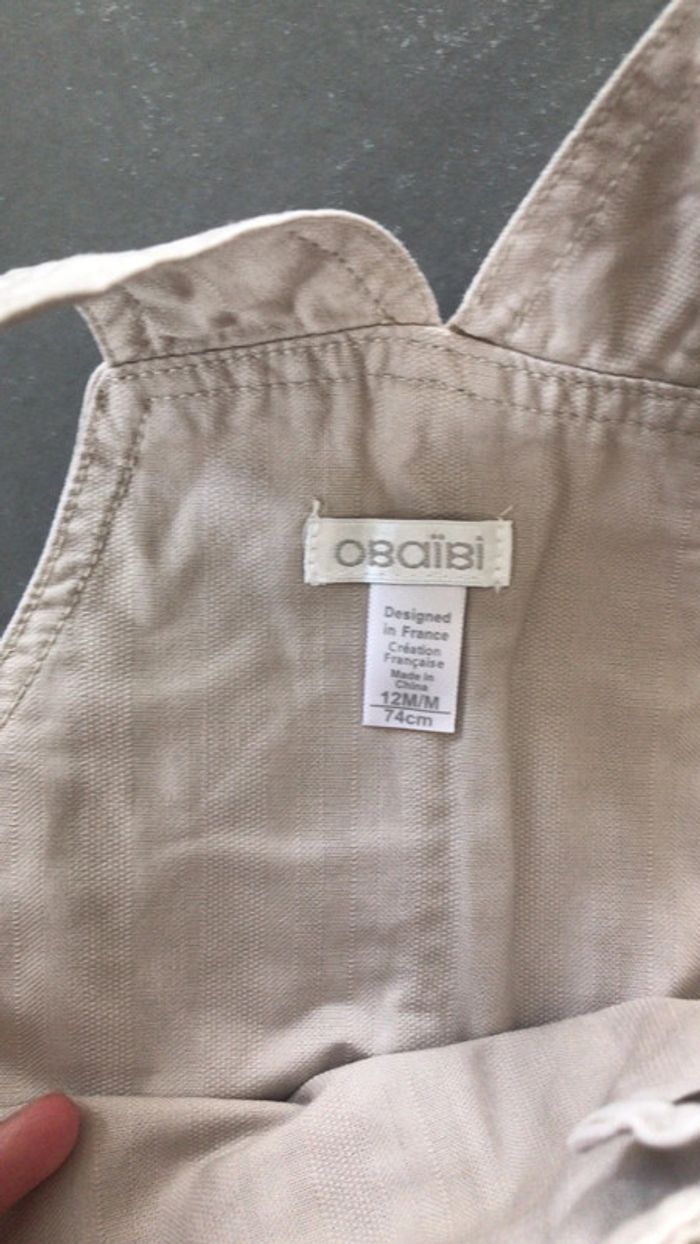 OBaïBi
Designed
in France
Création
Française
Made in
China
12M/M
74cm